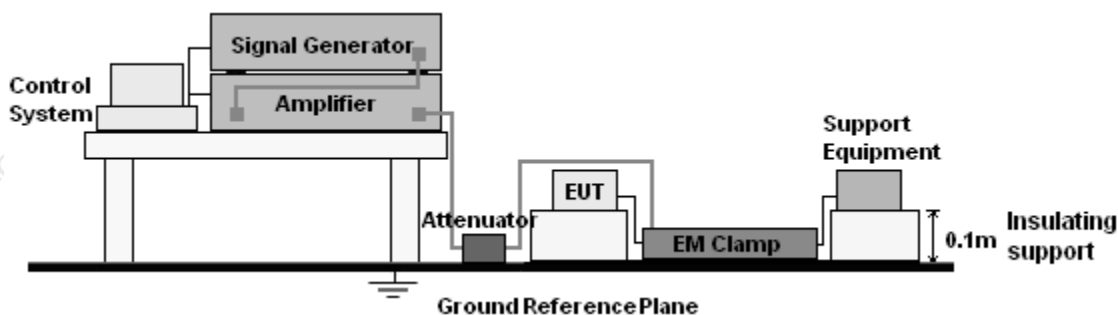 Signal Generator
Control
System
Amplifier
Support
Equipment
EUT
Attenuator
EM Clamp
0.1m
Insulating
support
Ground Reference Plane